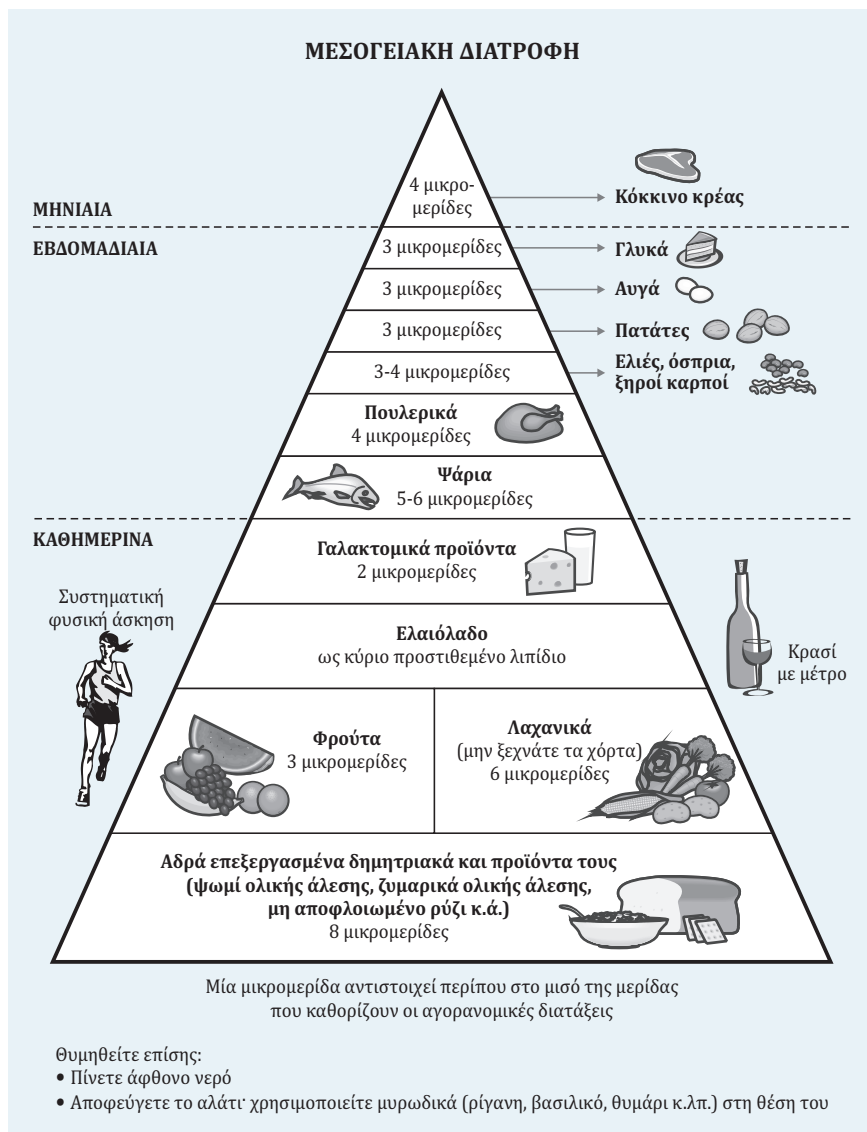 ΜΕΣΟΓΕΙΑΚΗ ΔΙΑΤΡΟΦΗ
4 μικρο-
μερίδες
Κόκκινο κρέας
ΜΗΝΙΑΙΑ
ΕΒΔΟΜΑΔΙΑΙΑ
3 μικρομερίδες
Γλυκά
3 μικρομερίδες
Αυγά
3 μικρομερίδες
Πατάτες
3-4 μικρομερίδες
Ελιές, όσπρια,
ξηροί καρποί
Πουλερικά
4 μικρομερίδες
Ψάρια
5-6 μικρομερίδες
ΚΑΘΗΜΕΡΙΝΑ
Γαλακτομικά προϊόντα
2 μικρομερίδες
Συστηματική
φυσική άσκηση
Ελαιόλαδο
ως κύριο προστιθεμένο λιπίδιο
Κρασί
με μέτρο
Φρούτα
3 μικρομερίδες
Λαχανικά
(μην ξεχνάτε τα χόρτα)
6 μικρομερίδες
Αδρά επεξεργασμένα δημητριακά και προϊόντα τους
(ψωμί ολικής άλεσης, ζυμαρικά ολικής άλεσης,
μη αποφλοιωμένο ρύζι κ.ά.)
8 μικρομερίδες
Μία μικρομερίδα αντιστοιχεί περίπου στο μισό της μερίδας
που καθορίζουν οι αγορανομικές διατάξεις
Θυμηθείτε επίσης:
• Πίνετε άφθονο νερό
• Αποφεύγετε το αλάτι· χρησιμοποιείτε μυρωδικά (ρίγανη, βασιλικό, θυμάρι κ.λπ.) στη θέση του